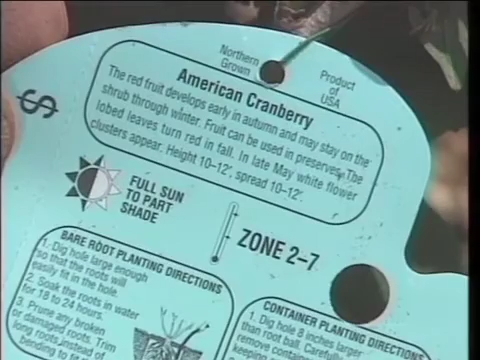 Northern
Grown
Product
of
USA
$
American Cranberry
The red fruit develops early in autumn and may stay on the
shrub through winter. Fruit can be used in preserves. The
lobed leaves turn red in fall. In late May white flower
clusters appear. Height 10-12', spread 10-12'.
FULL SUN
TO PART
SHADE
ZONE 2-7
BARE ROOT PLANTING DIRECTIONS
1. Dig hole large enough
so that the roots will
easily fit in the hole.
2. Soak the roots in water
for 18 to 24 hours.
3. Prune any broken
or damaged roots. Trim
long roots instead of
bending to fit
CONTAINER PLANTING DIRECTIONS
1. Dig hole 8 inches larger
than root ball. Carefully
remove container
keeping